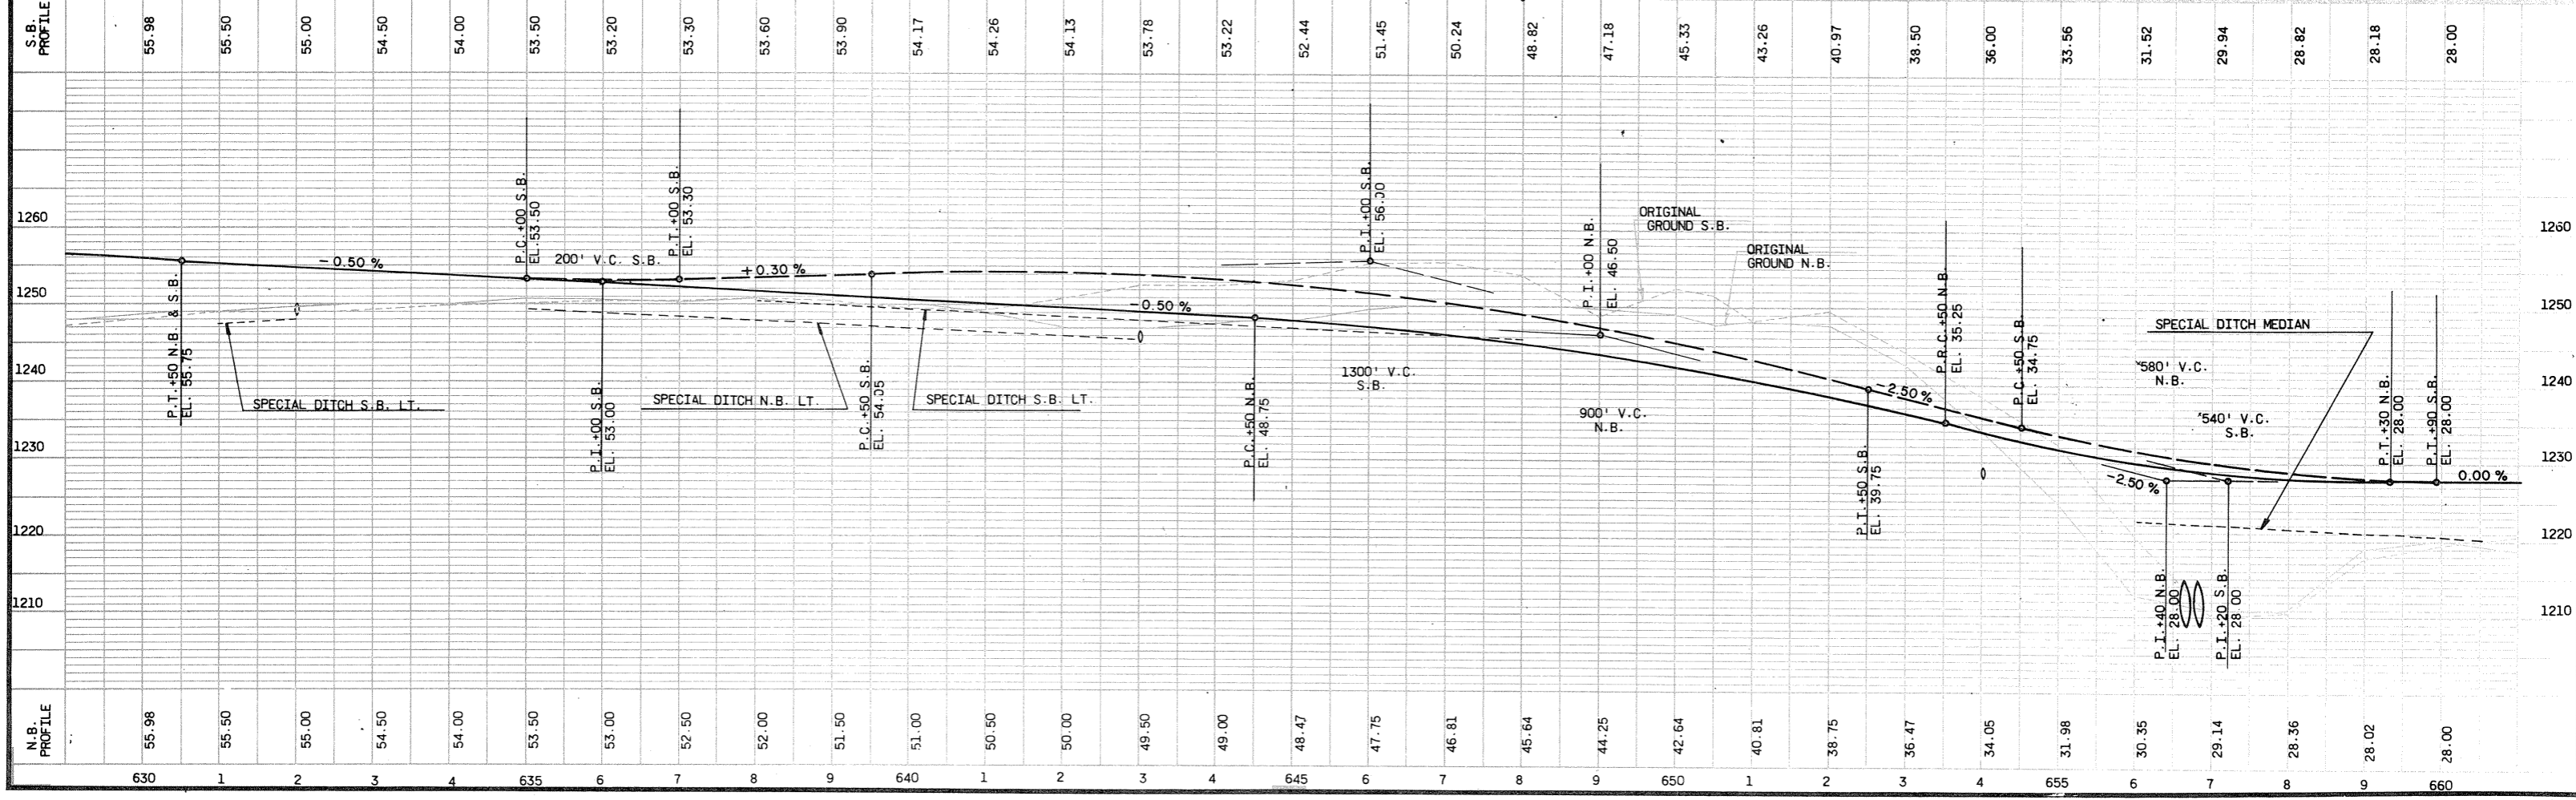 S.B.
PROFILE
55.98 55.50 55.00 54.50 54.00 53.50 53.20 53.30 53.60 53.90 54.17 54.26 54.13 53.78 53.22 52.44 51.45 50.24 48.82 47.18 45.33 43.26 40.97 38.50 36.00 33.56 31.52 29.94 28.82 28.18 28.00
1260
1250
1240
1230
1220
1210
P.T.+50 N.B. & S.B.
EL. 55.75
-0.50 %
SPECIAL DITCH S.B. LT.
P.C.+00 S.B.
EL.53.50
200' V.C. S.B.
P.I.+00 S.B.
EL. 53.00
P.T.+00 S.B.
EL. 53.30
+0.30 %
SPECIAL DITCH N.B. LT.
P.C.+50 S.B.
EL. 54.05
SPECIAL DITCH S.B. LT.
-0.50 %
P.C.+50 N.B.
EL. 48.75
P.I.+00 S.B.
EL. 56.00
1300' V.C.
S.B.
P.I.+00 N.B.
EL. 46.50
900' V.C.
N.B.
ORIGINAL
GROUND S.B.
ORIGINAL
GROUND N.B.
P.T.+50 S.B.
EL. 39.75
-2.50 %
P.R.C.+50 N.B.
EL. 35.25
P.C.+50 S.B.
EL. 34.75
SPECIAL DITCH MEDIAN
580' V.C.
N.B.
540' V.C.
S.B.
-2.50 %
P.I.+40 N.B.
EL. 28.00
P.I.+20 S.B.
EL. 28.00
P.T.+30 N.B.
EL. 28.00
P.T.+90 S.B.
EL. 28.00
0.00 %
1260
1250
1240
1230
1220
1210
N.B.
PROFILE
55.98 55.50 55.00 54.50 54.00 53.50 53.00 52.50 52.00 51.50 51.00 50.50 50.00 49.50 49.00 48.47 47.75 46.81 45.64 44.25 42.64 40.81 38.75 36.47 34.05 31.98 30.35 29.14 28.36 28.02 28.00
630 1 2 3 4 635 6 7 8 9 640 1 2 3 4 645 6 7 8 9 650 1 2 3 4 655 6 7 8 9 660